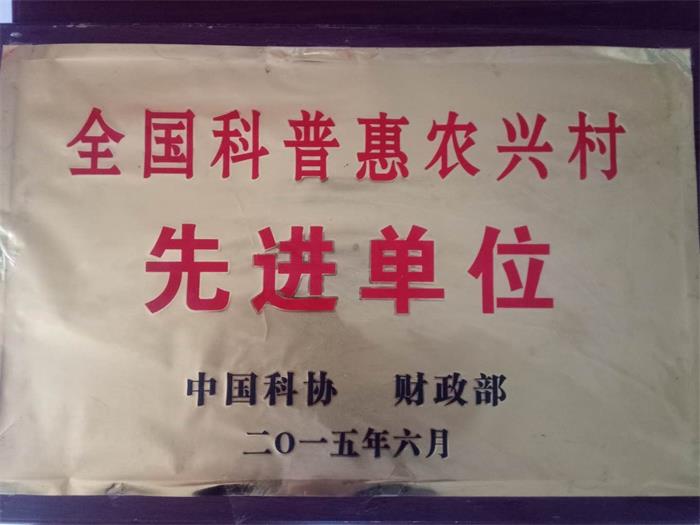 全国科普惠农兴村
先进单位
中国科协 财政部
二〇一五年六月